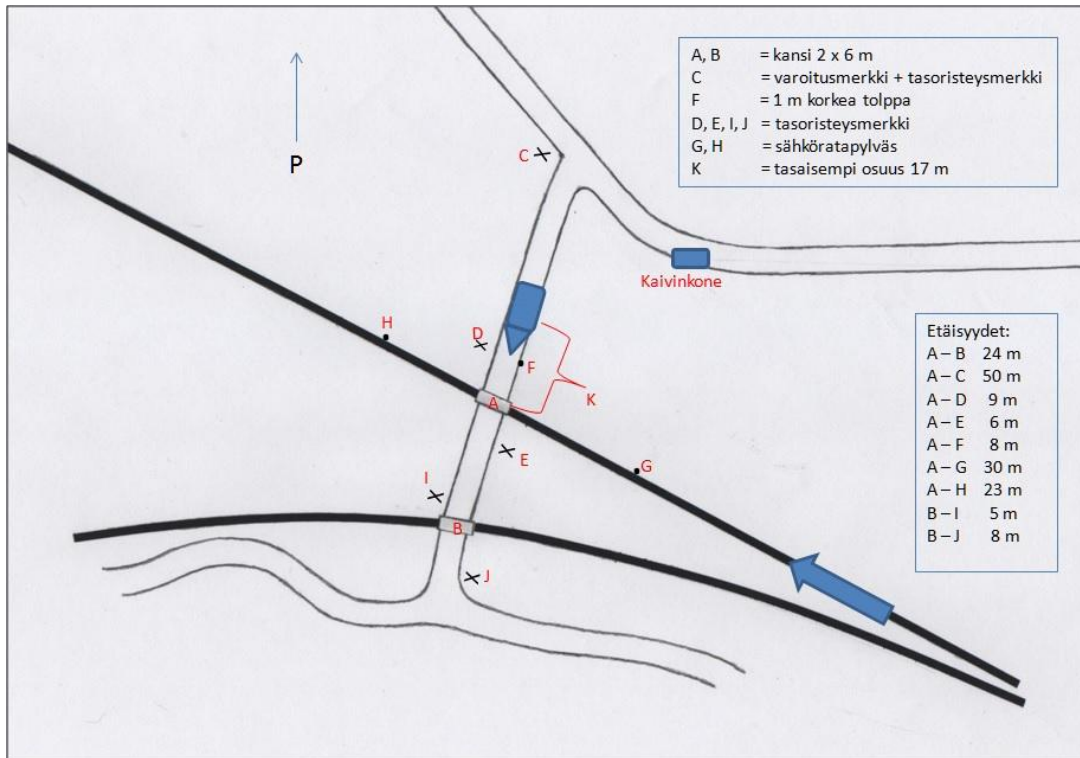 A, B = kansi 2 x 6 m
C = varoitusmerkki + tasoristeysmerkki
F = 1 m korkea tolppa
D, E, I, J = tasoristeysmerkki
G, H = sähköratapylväs
K = tasaisempi osuus 17 m
P
C
Kaivinkone
H
D
F
A
K
E
G
I
B
J
Etäisyydet:
A – B 24 m
A – C 50 m
A – D 9 m
A – E 6 m
A – F 8 m
A – G 30 m
A – H 23 m
B – I 5 m
B – J 8 m